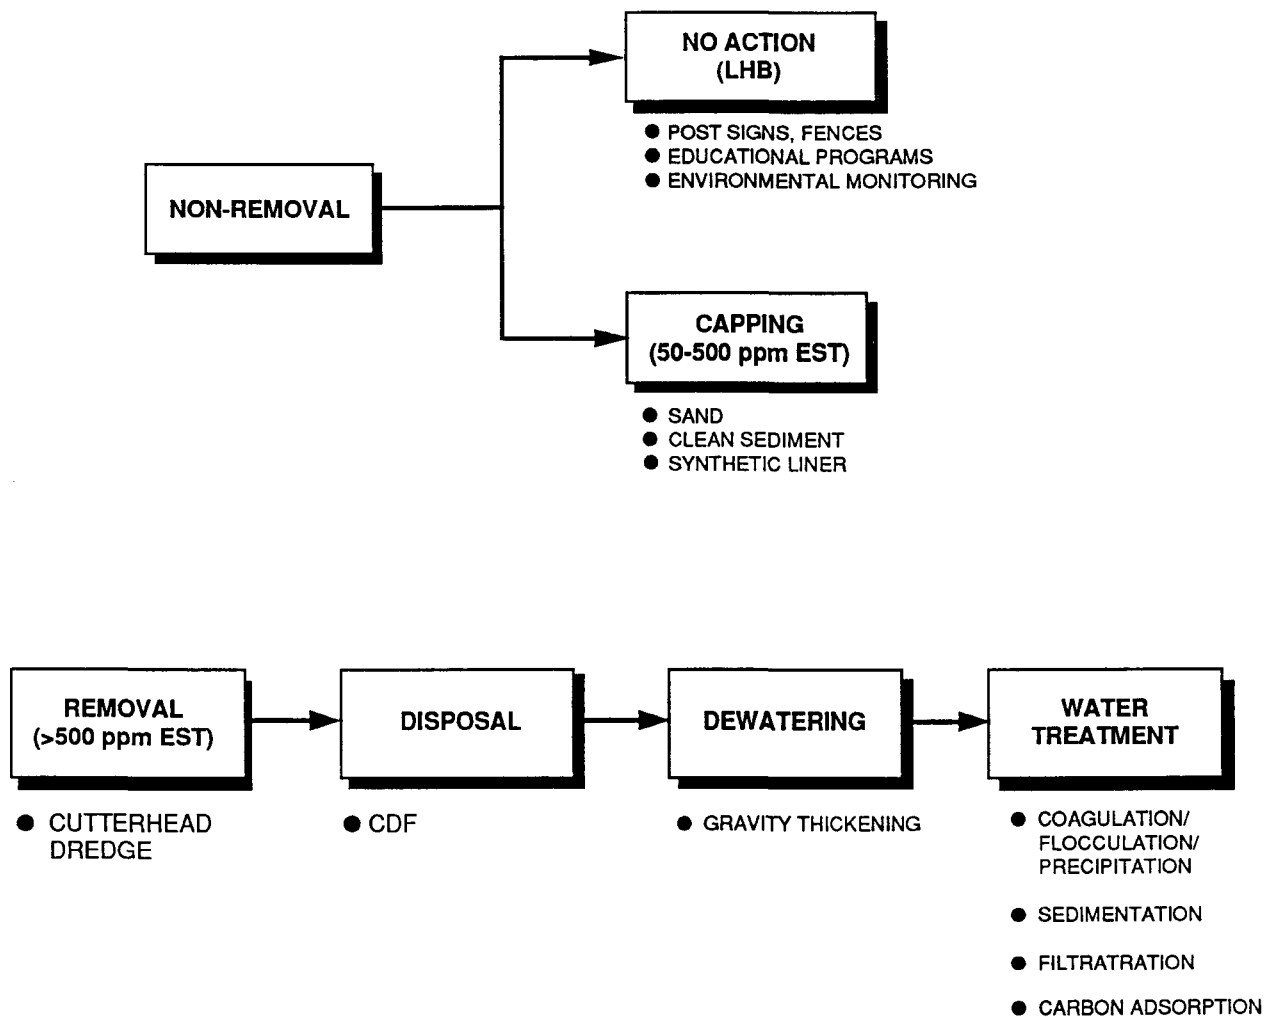 NO ACTION
(LHB)
● POST SIGNS, FENCES
● EDUCATIONAL PROGRAMS
● ENVIRONMENTAL MONITORING
NON-REMOVAL
CAPPING
(50-500 ppm EST)
● SAND
● CLEAN SEDIMENT
● SYNTHETIC LINER
REMOVAL
(>500 ppm EST)
● CUTTERHEAD
DREDGE
DISPOSAL
● CDF
DEWATERING
● GRAVITY THICKENING
WATER
TREATMENT
● COAGULATION/
FLOCCULATION/
PRECIPITATION
● SEDIMENTATION
● FILTRATRATION
● CARBON ADSORPTION